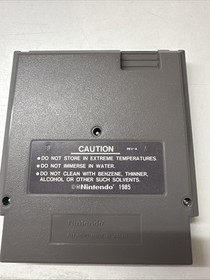 CAUTION
REV-A
• DO NOT STORE IN EXTREME TEMPERATURES.
• DO NOT IMMERSE IN WATER.
• DO NOT CLEAN WITH BENZENE, THINNER,
ALCOHOL OR OTHER SUCH SOLVENTS.
©®Nintendo 1985